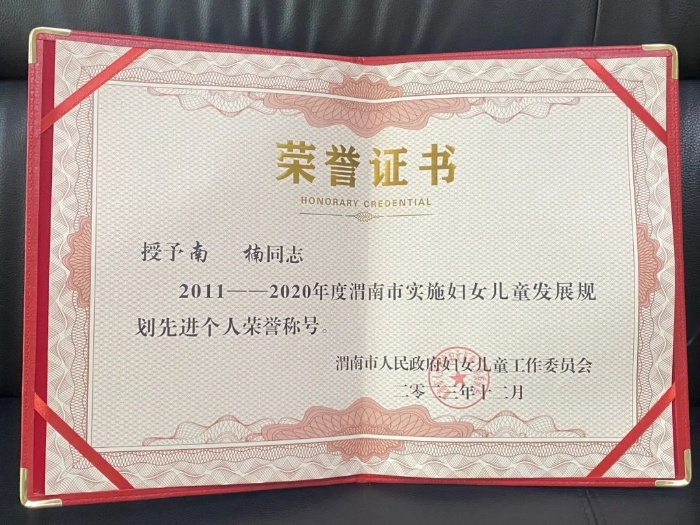 荣誉证书
HONORARY CREDENTIAL
授予南 楠同志
2011——2020年度渭南市实施妇女儿童发展规
划先进个人荣誉称号。
渭南市人民政府妇女儿童工作委员会
二零二三年十二月